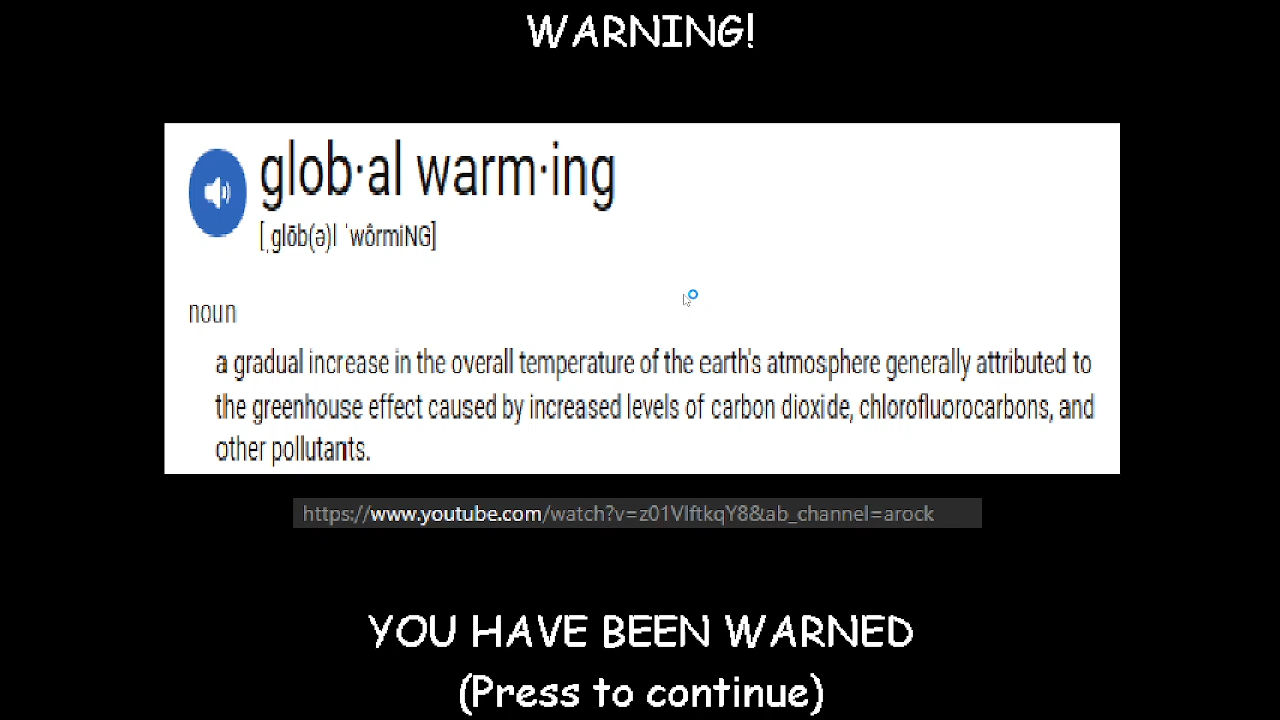 WARNING!
glob·al warm·ing
[ˌglōb(ə)l ˈwôrmiNG]
noun
a gradual increase in the overall temperature of the earth's atmosphere generally attributed to
the greenhouse effect caused by increased levels of carbon dioxide, chlorofluorocarbons, and
other pollutants.
https://www.youtube.com/watch?v=z01VlftkqY8&ab_channel=arock
YOU HAVE BEEN WARNED
(Press to continue)